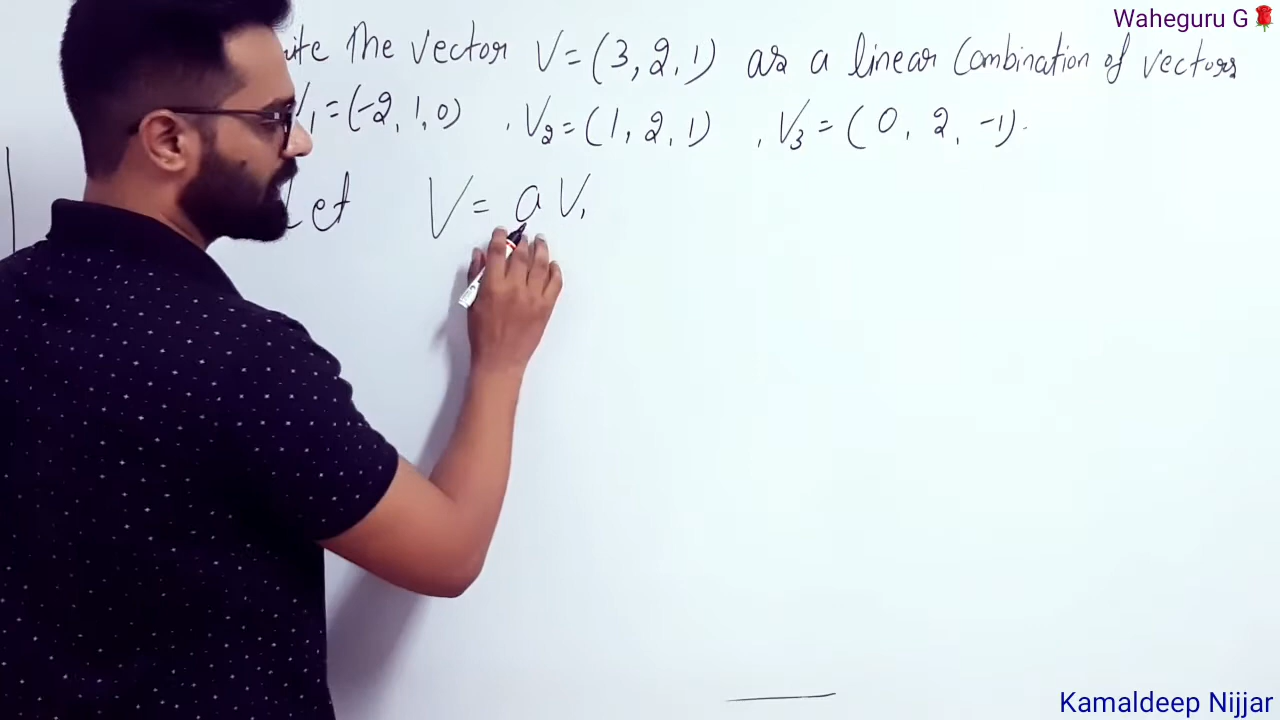 Waheguru G🌹
the vector V = (3, 2, 1) as a linear Combination of vectors
V₁ = (-2, 1, 0) , V₂ = (1, 2, 1) , V₃ = (0, 2, -1).
Let V = a V₁
Kamaldeep Nijjar